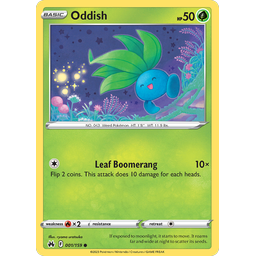 BASIC
Oddish
HP 50
NO. 043 Weed Pokémon HT: 1'8" WT: 11.9 lbs.
Leaf Boomerang 10×
Flip 2 coins. This attack does 10 damage for each heads.
weakness ×2 resistance retreat
If exposed to moonlight, it starts to move. It roams
far and wide at night to scatter its seeds.
001/159